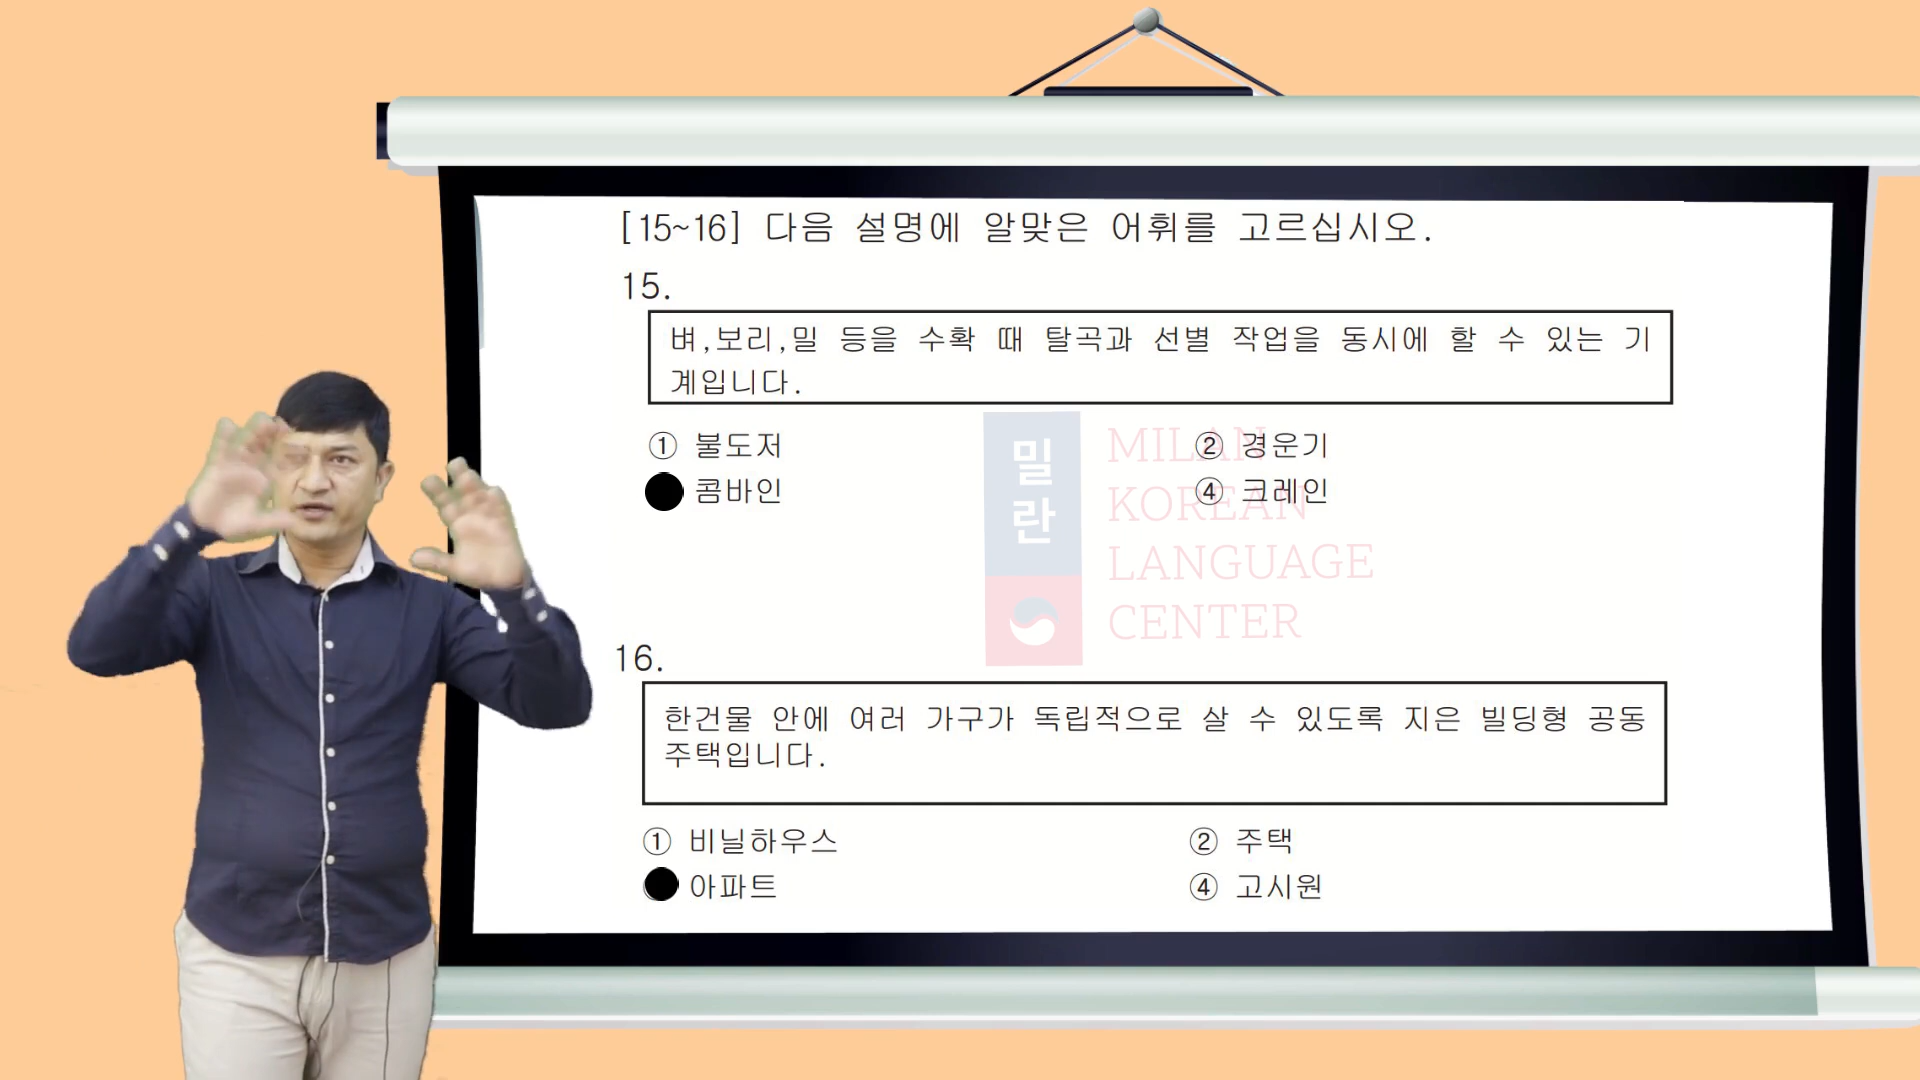 [15~16] 다음 설명에 알맞은 어휘를 고르십시오.
15.
벼,보리,밀 등을 수확 때 탈곡과 선별 작업을 동시에 할 수 있는 기
계입니다.
① 불도저
② 경운기
콤바인
④ 크레인
밀란
MILAN
KOREAN
LANGUAGE
CENTER
16.
한건물 안에 여러 가구가 독립적으로 살 수 있도록 지은 빌딩형 공동
주택입니다.
① 비닐하우스
② 주택
아파트
④ 고시원